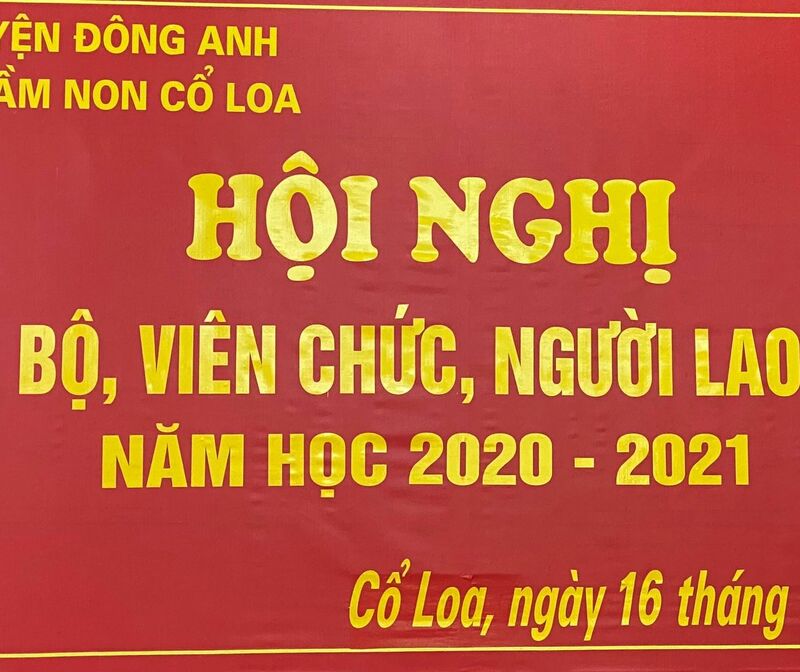 YỆN ĐÔNG ANH
ẦM NON CỔ LOA
HỘI NGHỊ
BỘ, VIÊN CHỨC, NGƯỜI LAO
NĂM HỌC 2020 - 2021
Cổ Loa, ngày 16 tháng